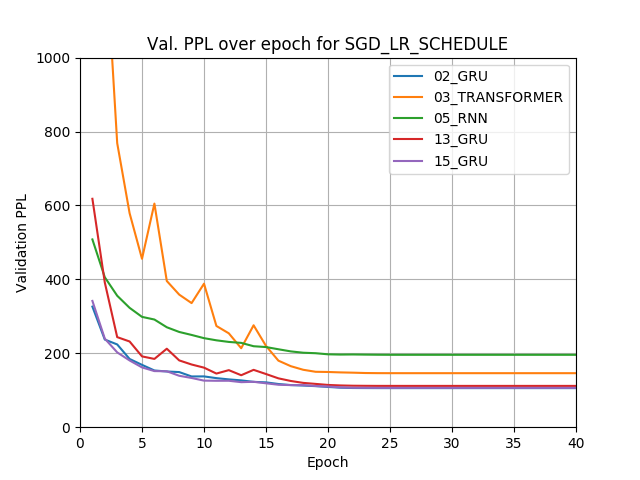 Val. PPL over epoch for SGD_LR_SCHEDULE
1000
800
600
400
200
0
Validation PPL
02_GRU
03_TRANSFORMER
05_RNN
13_GRU
15_GRU
0 5 10 15 20 25 30 35 40
Epoch